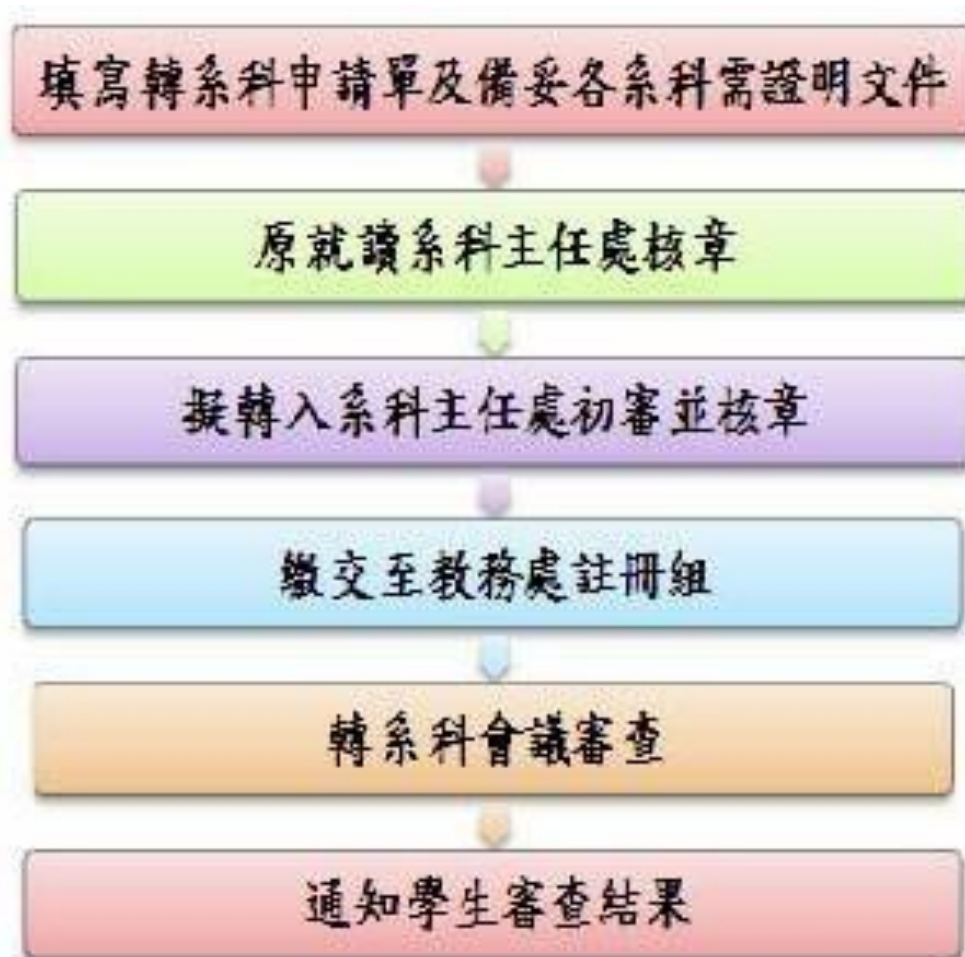 填寫轉系科申請單及備妥各系科需證明文件
原就讀系科主任處核章
擬轉入系科主任處初審並核章
繳交至教務處註冊組
轉系科會議審查
通知學生審查結果